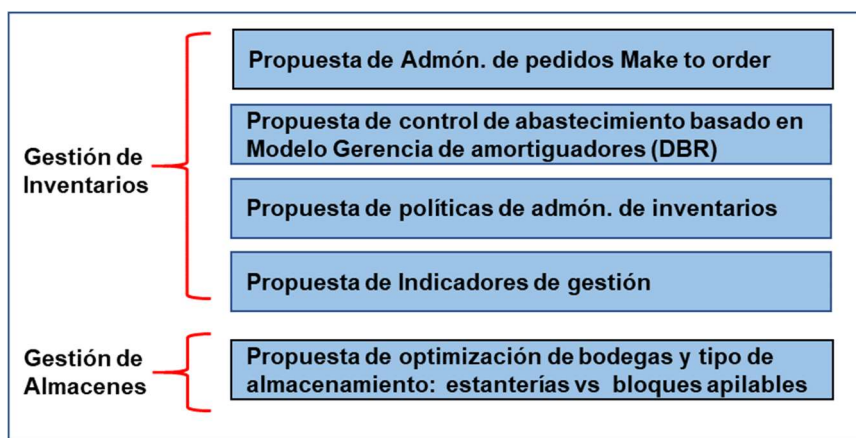 Gestión de
Inventarios
Propuesta de Admón. de pedidos Make to order
Propuesta de control de abastecimiento basado en
Modelo Gerencia de amortiguadores (DBR)
Propuesta de políticas de admón. de inventarios
Propuesta de Indicadores de gestión
Gestión de
Almacenes
Propuesta de optimización de bodegas y tipo de
almacenamiento: estanterías vs bloques apilables